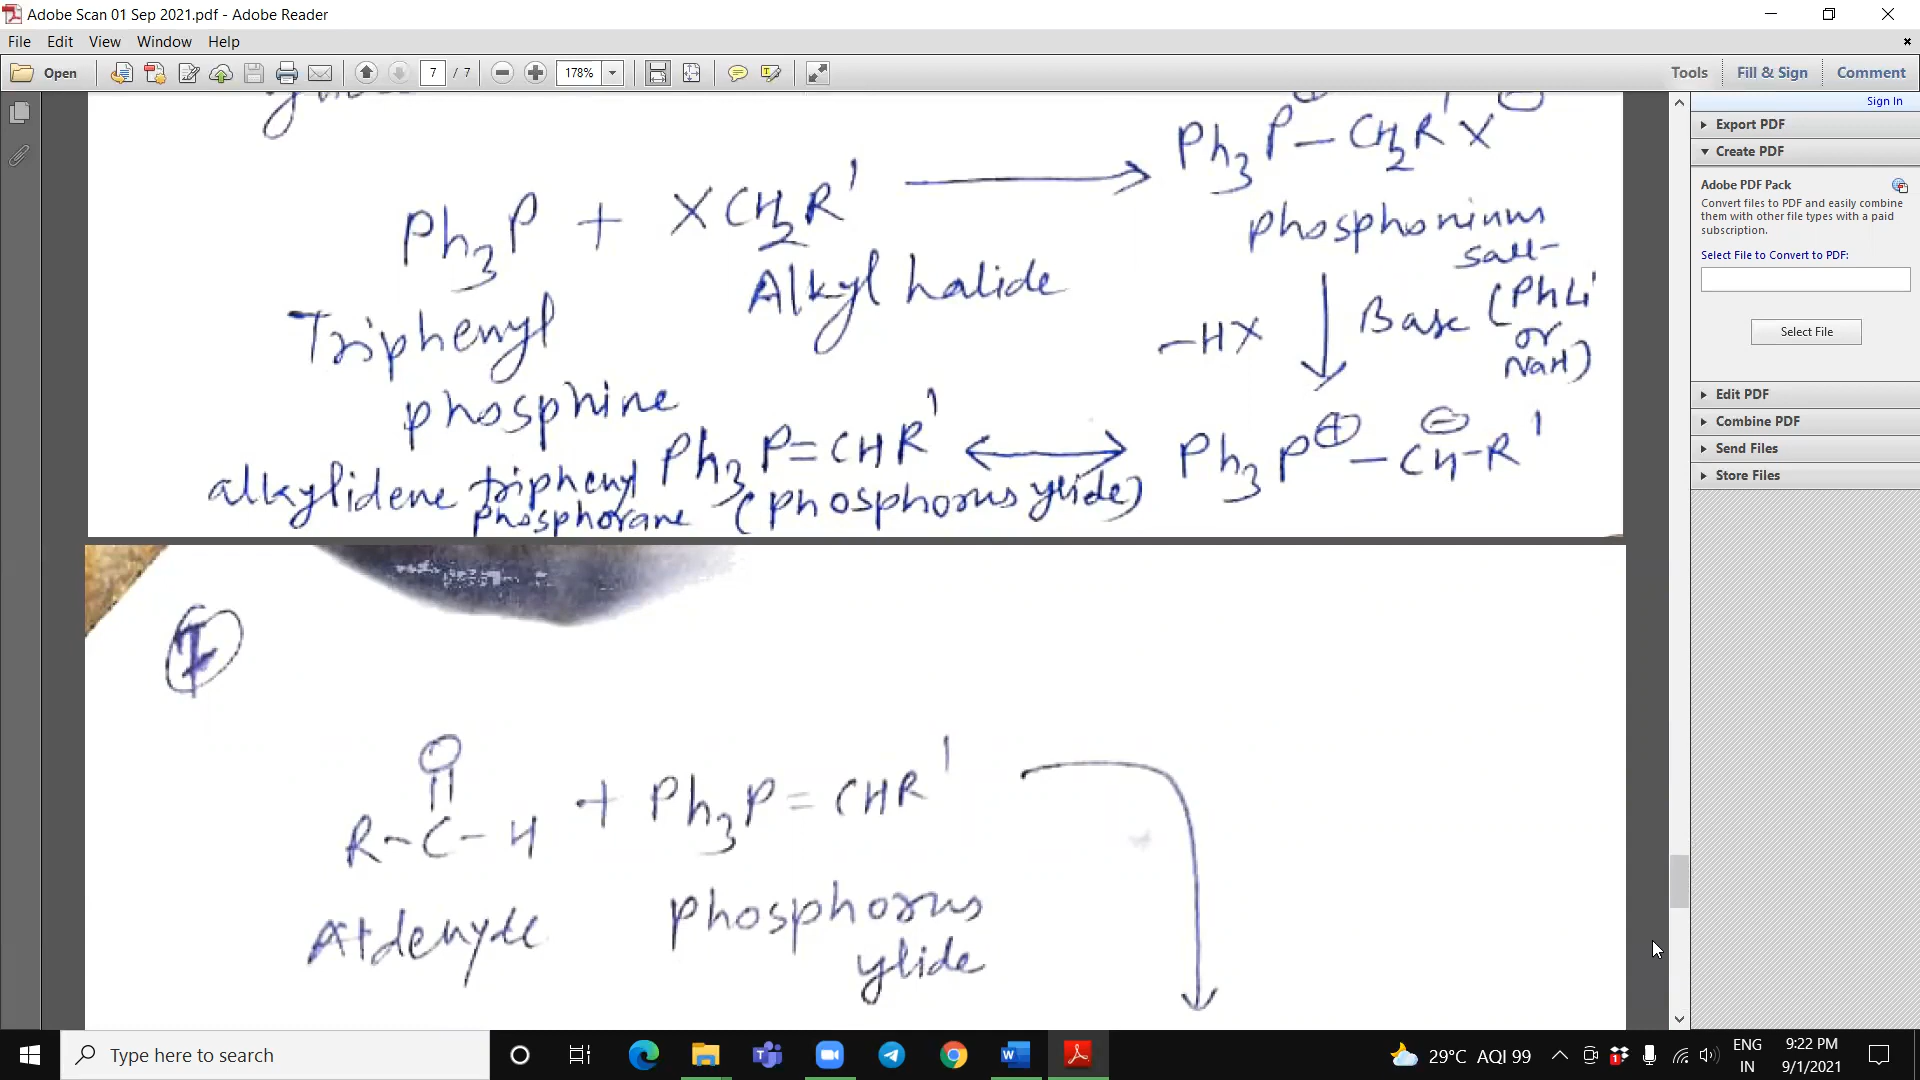 Adobe Scan 01 Sep 2021.pdf - Adobe Reader
File Edit View Window Help
Open 7 / 7 178% Tools Fill & Sign Comment
Sign In
Export PDF
Create PDF
Adobe PDF Pack
Convert files to PDF and easily combine
them with other file types with a paid
subscription.
Select File to Convert to PDF:
Select File
Edit PDF
Combine PDF
Send Files
Store Files
Ph₃P + XCH₂R' ⟶ Ph₃P⊕—CH₂R' X⊖
Triphenyl
phosphine
Alkyl halide
phosphonium
salt
—HX ↓ Base (PhLi
or
NaH)
Ph₃P=CHR' ⟷ Ph₃P⊕—C⊖H-R'
alkylidene triphenyl
phosphorane (phosphorus ylide)
I
O
||
R-C-H + Ph₃P=CHR'
Aldehyde
phosphorus
ylide
Type here to search
29°C AQI 99
ENG
IN
9:22 PM
9/1/2021